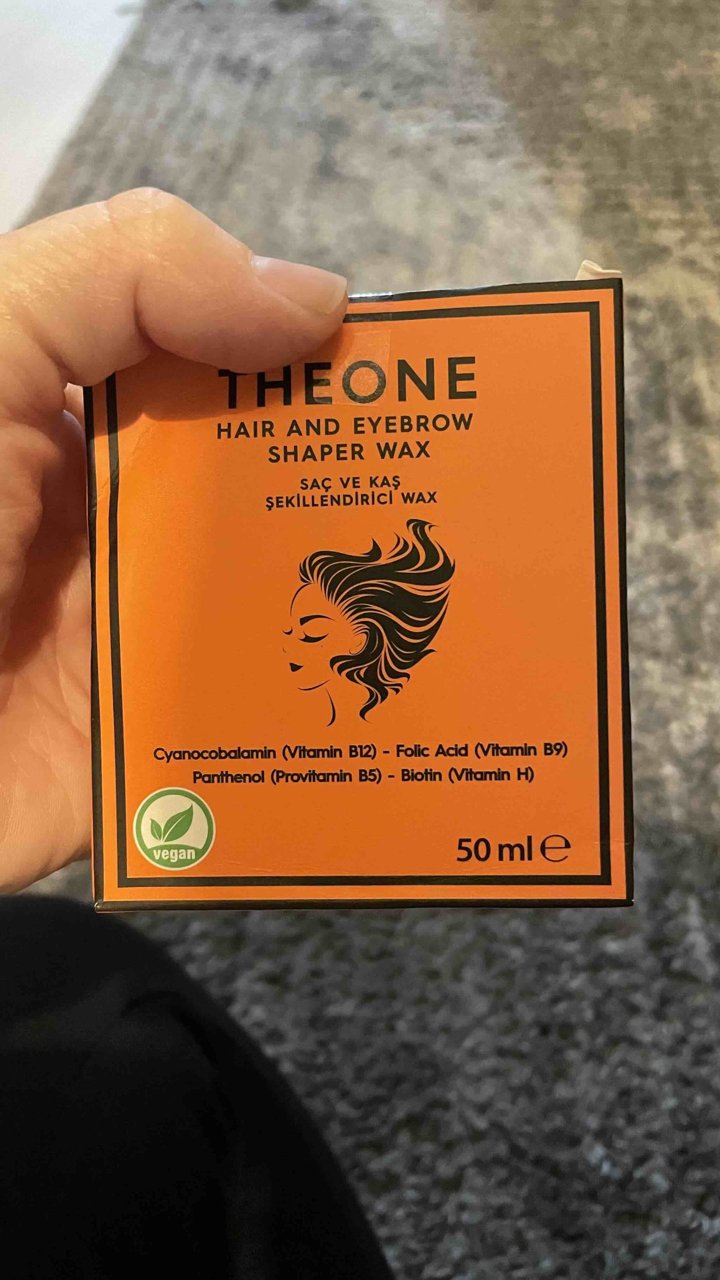 THEONE
HAIR AND EYEBROW
SHAPER WAX
SAÇ VE KAŞ
ŞEKİLLENDİRİCİ WAX
Cyanocobalamin (Vitamin B12) - Folic Acid (Vitamin B9)
Panthenol (Provitamin B5) - Biotin (Vitamin H)
vegan
50 ml ℮